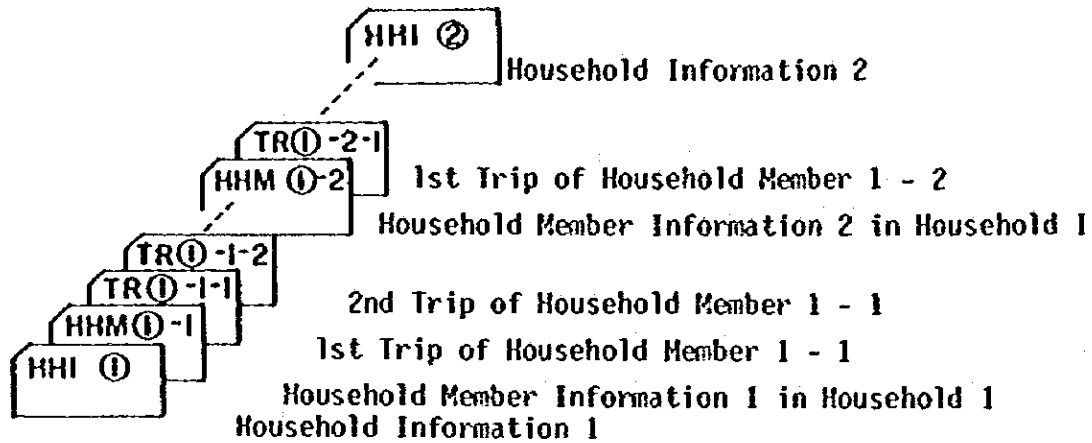 HHI ②
Household Information 2
TR①-2-1
HHM ①-2
1st Trip of Household Member 1 - 2
Household Member Information 2 in Household 1
TR①-1-2
TR①-1-1
2nd Trip of Household Member 1 - 1
HHM①-1
1st Trip of Household Member 1 - 1
HHI ①
Household Member Information 1 in Household 1
Household Information 1